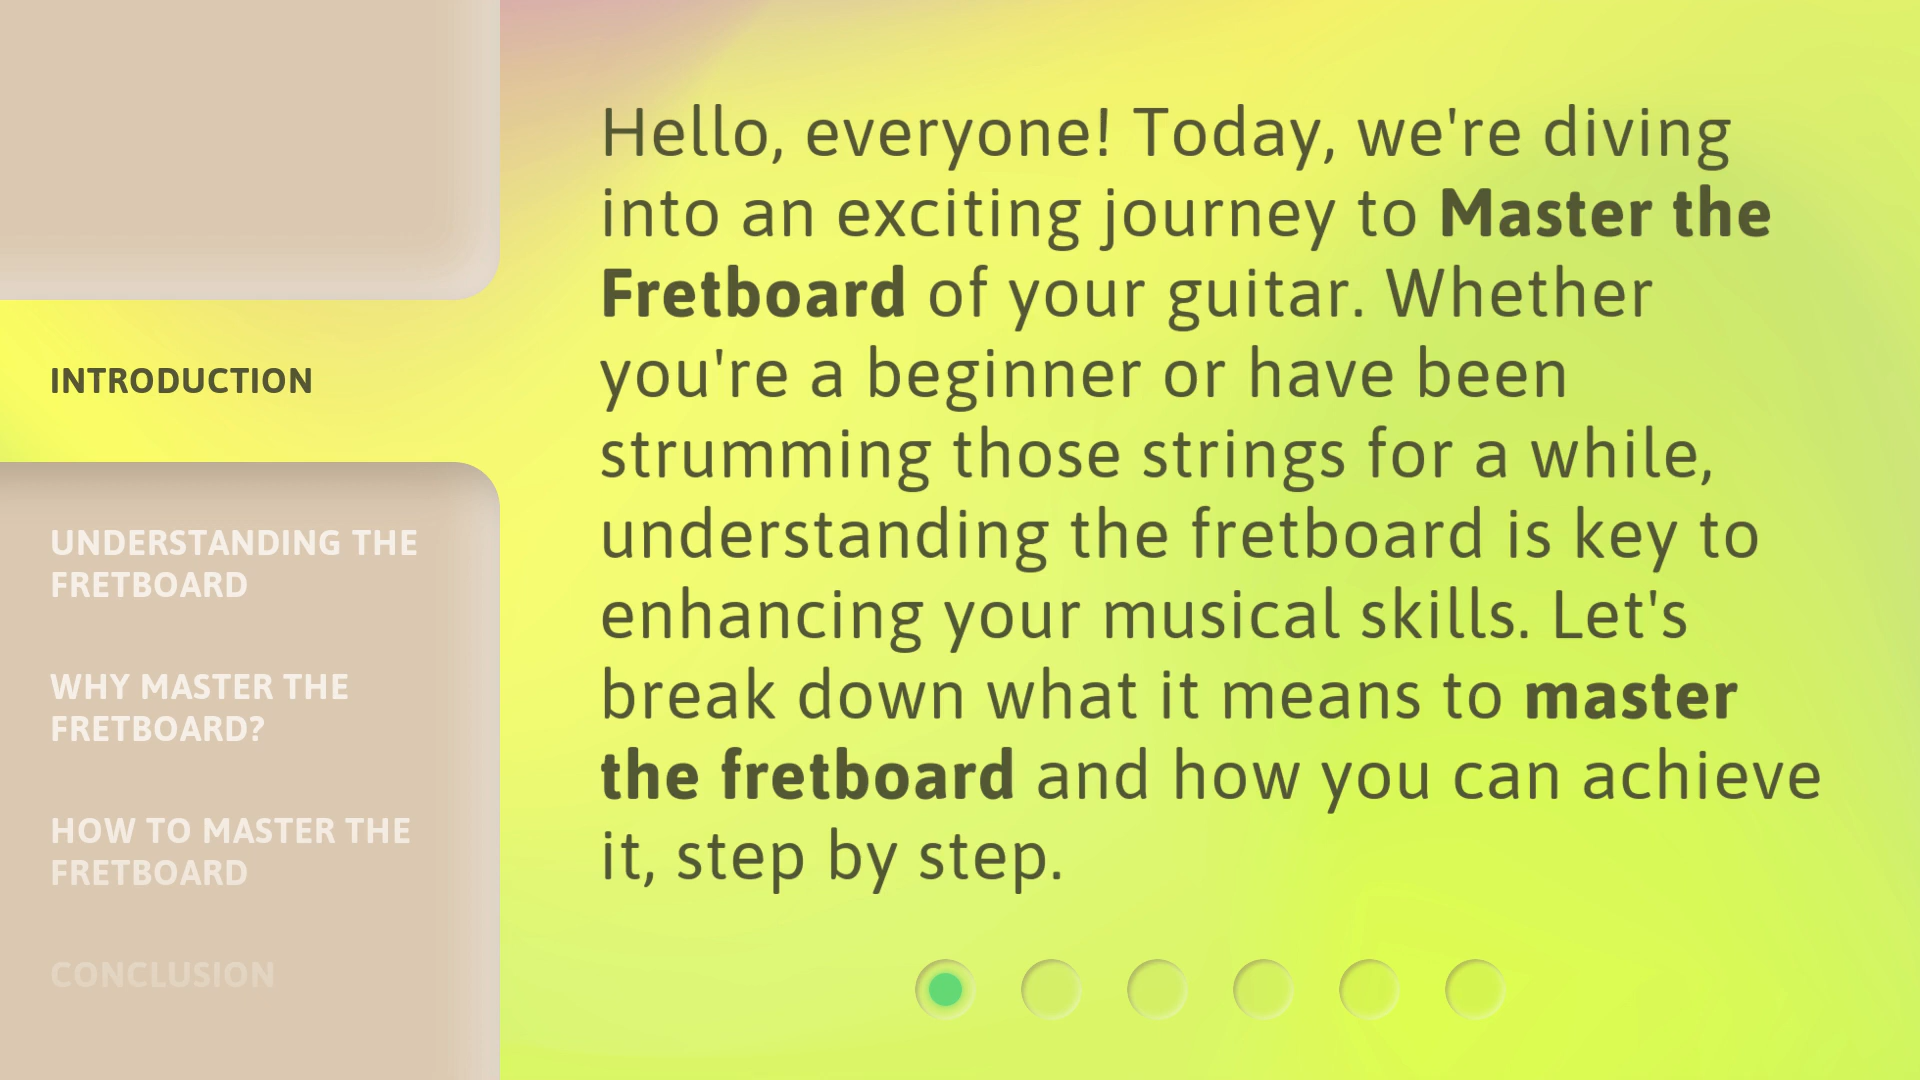 INTRODUCTION
UNDERSTANDING THE
FRETBOARD
WHY MASTER THE
FRETBOARD?
HOW TO MASTER THE
FRETBOARD
CONCLUSION
Hello, everyone! Today, we're diving
into an exciting journey to Master the
Fretboard of your guitar. Whether
you're a beginner or have been
strumming those strings for a while,
understanding the fretboard is key to
enhancing your musical skills. Let's
break down what it means to master
the fretboard and how you can achieve
it, step by step.